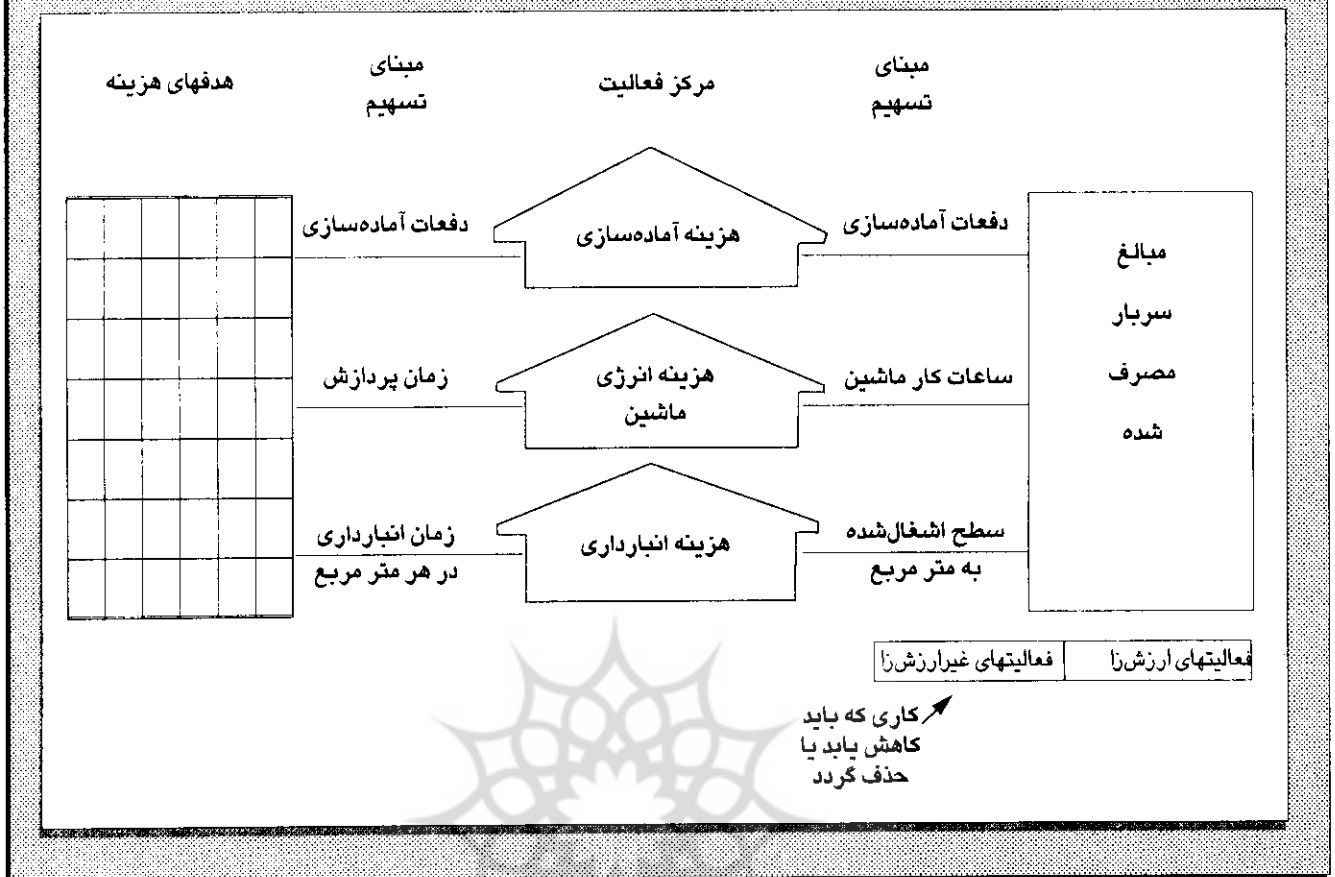 مبنای
تسهیم
مرکز فعالیت
مبنای
تسهیم
هدفهای هزینه
مبالغ
سربار
مصرف
شده
دفعات آماده‌سازی
هزینه آماده‌سازی
دفعات آماده‌سازی
ساعات کار ماشین
هزینه انرژی
ماشین
زمان پردازش
سطح اشغال‌شده
به متر مربع
هزینه انبارداری
زمان انبارداری
در هر متر مربع
فعالیتهای ارزش‌زا
فعالیتهای غیرارزش‌زا
کاری که باید
کاهش یابد یا
حذف گردد